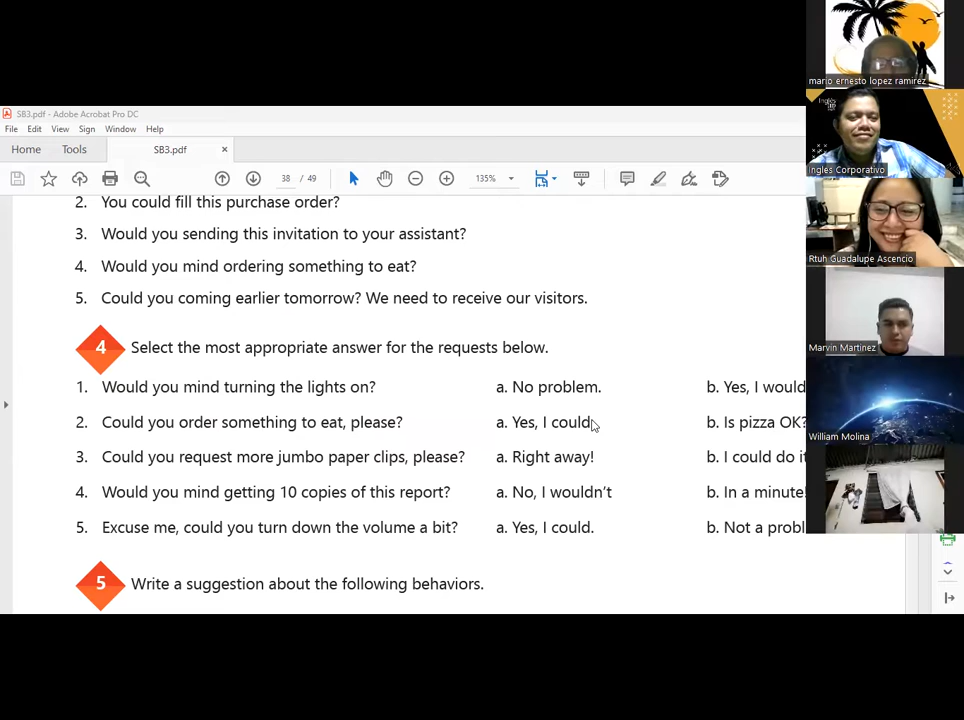 SB3.pdf - Adobe Acrobat Pro DC
File Edit View Sign Window Help
Home Tools SB3.pdf ×
38 / 49 135%
2. You could fill this purchase order?
3. Would you sending this invitation to your assistant?
4. Would you mind ordering something to eat?
5. Could you coming earlier tomorrow? We need to receive our visitors.
4 Select the most appropriate answer for the requests below.
1. Would you mind turning the lights on? a. No problem. b. Yes, I would
2. Could you order something to eat, please? a. Yes, I could. b. Is pizza OK?
3. Could you request more jumbo paper clips, please? a. Right away! b. I could do it
4. Would you mind getting 10 copies of this report? a. No, I wouldn't b. In a minute!
5. Excuse me, could you turn down the volume a bit? a. Yes, I could. b. Not a probl
5 Write a suggestion about the following behaviors.
mario ernesto lopez ramirez
Ingles Corporativo
Rtuh Guadalupe Ascencio
Marvin Martinez
William Molina